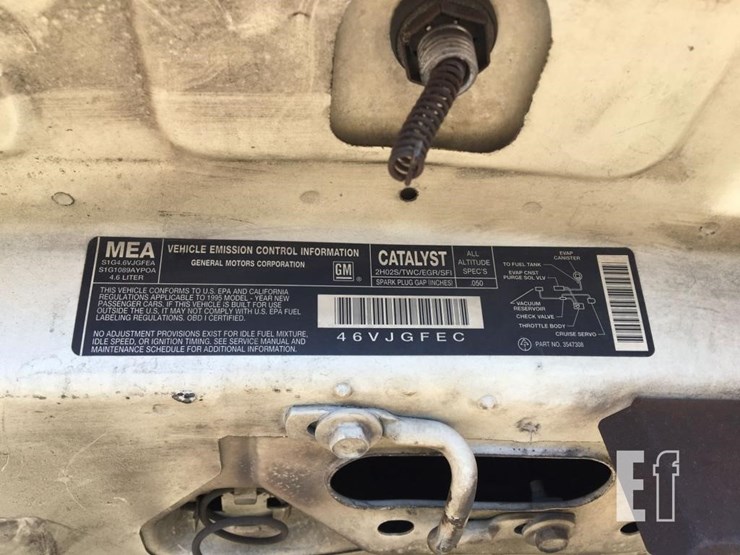 MEA
S1G4.6VJGFEA
S1G1089AYPOA
4.6 LITER
VEHICLE EMISSION CONTROL INFORMATION
GENERAL MOTORS CORPORATION
GM
CATALYST
2H02S/TWC/EGR/SFI
SPARK PLUG GAP (INCHES)
ALL
ALTITUDE
SPEC'S
.050
THIS VEHICLE CONFORMS TO U.S. EPA AND CALIFORNIA
REGULATIONS APPLICABLE TO 1995 MODEL - YEAR NEW
PASSENGER CARS. IF THIS VEHICLE IS DESIGNED FOR USE
OUTSIDE THE U.S. IT MAY NOT COMPLY WITH U.S. EPA FUEL
LABELING REGULATIONS. OBD I CERTIFIED.
NO ADJUSTMENT PROVISIONS EXIST FOR IDLE FUEL MIXTURE,
IDLE SPEED, OR IGNITION TIMING. SEE SERVICE MANUAL AND
MAINTENANCE SCHEDULE FOR ADDITIONAL INFORMATION.
46VJGFEC
TO FUEL TANK
EVAP
CANISTER
EVAP CNST
PURGE SOL VLV
VACUUM
RESERVOIR
CHECK VALVE
THROTTLE BODY
CRUISE SERVO
PART NO. 3547308
Ef